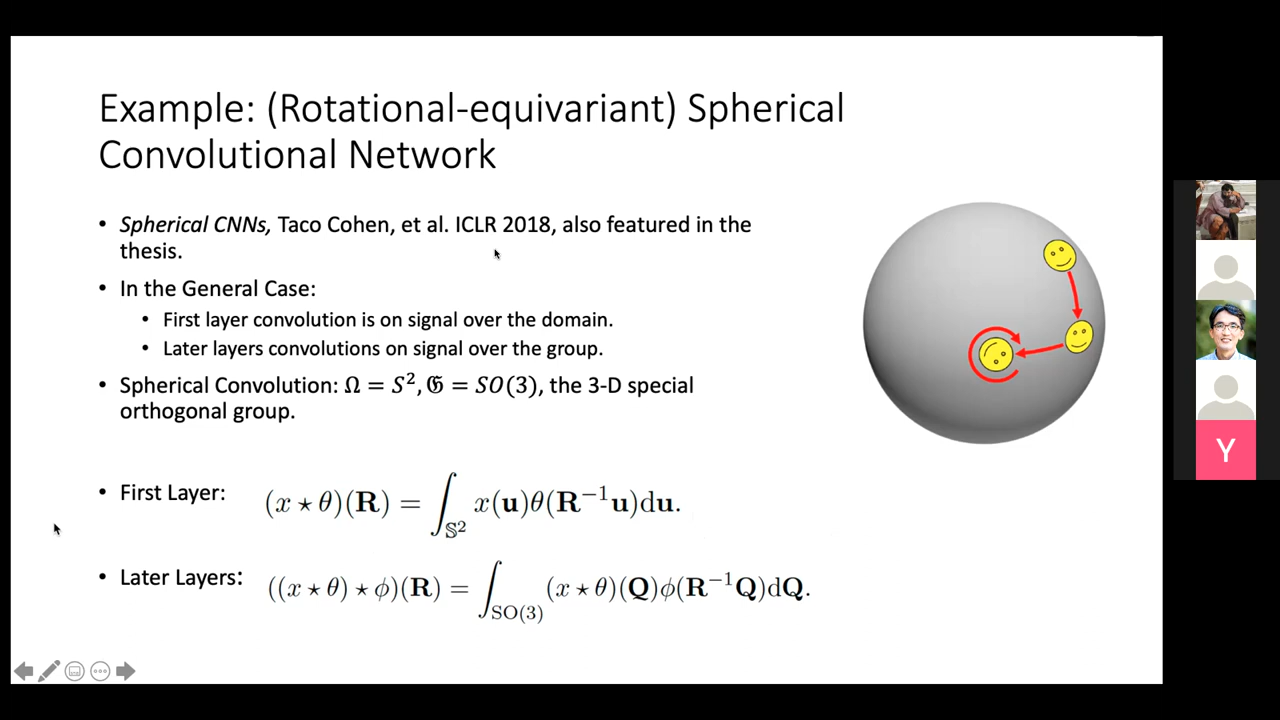 Example: (Rotational-equivariant) Spherical
Convolutional Network
• Spherical CNNs, Taco Cohen, et al. ICLR 2018, also featured in the
thesis.
• In the General Case:
• First layer convolution is on signal over the domain.
• Later layers convolutions on signal over the group.
• Spherical Convolution: Ω = S², 𝔊 = SO(3), the 3-D special
orthogonal group.
• First Layer: (x ⋆ θ)(R) = ∫_{𝕊²} x(u)θ(R⁻¹u)du.
• Later Layers: ((x ⋆ θ) ⋆ ϕ)(R) = ∫_{SO(3)} (x ⋆ θ)(Q)ϕ(R⁻¹Q)dQ.
Y